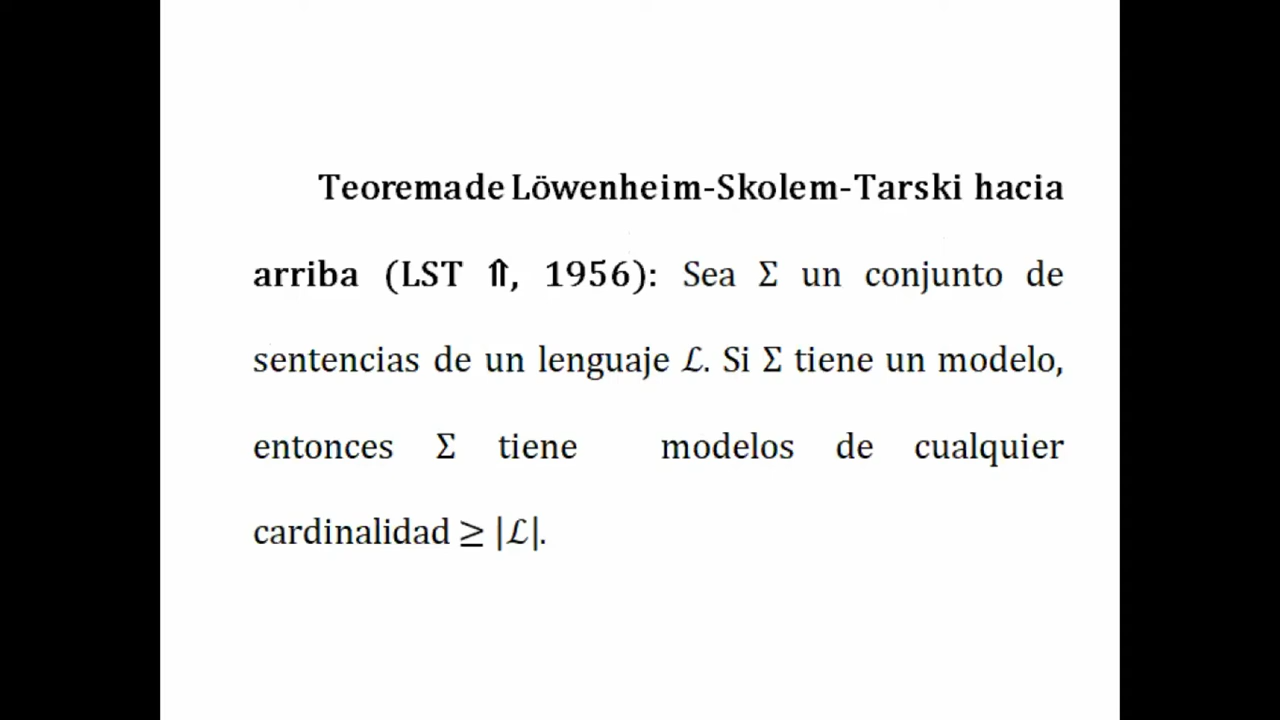 Teoremade Löwenheim-Skolem-Tarski hacia
arriba (LST ⥣, 1956): Sea Σ un conjunto de
sentencias de un lenguaje ℒ. Si Σ tiene un modelo,
entonces Σ tiene modelos de cualquier
cardinalidad ≥ |ℒ|.